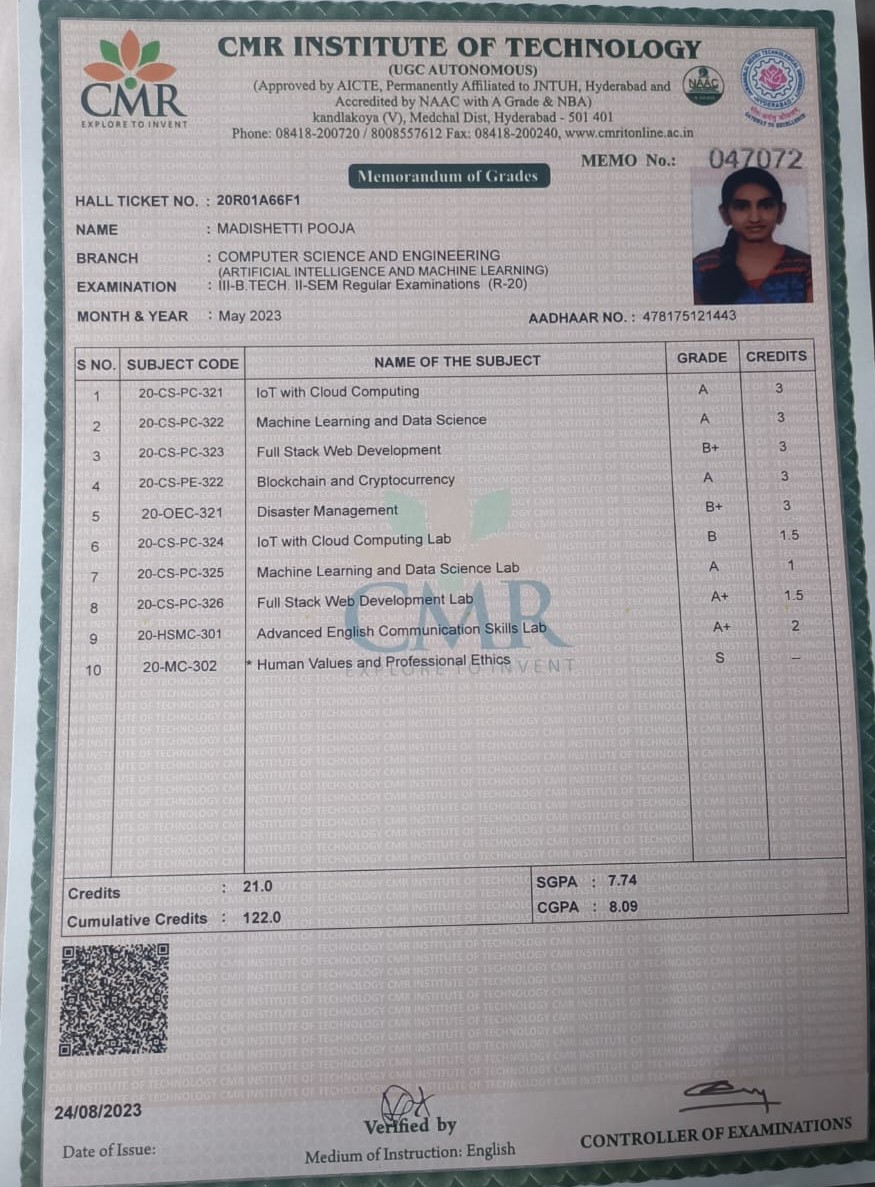 CMR
EXPLORE TO INVENT
CMR INSTITUTE OF TECHNOLOGY
(UGC AUTONOMOUS)
(Approved by AICTE, Permanently Affiliated to JNTUH, Hyderabad and
Accredited by NAAC with A Grade & NBA)
kandlakoya (V), Medchal Dist, Hyderabad - 501 401
Phone: 08418-200720 / 8008557612 Fax: 08418-200240, www.cmritonline.ac.in
NAAC
MEMO No.: 047072
Memorandum of Grades
HALL TICKET NO. : 20R01A66F1
NAME : MADISHETTI POOJA
BRANCH : COMPUTER SCIENCE AND ENGINEERING
(ARTIFICIAL INTELLIGENCE AND MACHINE LEARNING)
EXAMINATION : III-B.TECH. II-SEM Regular Examinations (R-20)
MONTH & YEAR : May 2023 AADHAAR NO. : 478175121443
S NO. SUBJECT CODE NAME OF THE SUBJECT GRADE CREDITS
1 20-CS-PC-321 IoT with Cloud Computing A 3
2 20-CS-PC-322 Machine Learning and Data Science A 3
3 20-CS-PC-323 Full Stack Web Development B+ 3
4 20-CS-PE-322 Blockchain and Cryptocurrency A 3
5 20-OEC-321 Disaster Management B+ 3
6 20-CS-PC-324 IoT with Cloud Computing Lab B 1.5
7 20-CS-PC-325 Machine Learning and Data Science Lab A 1
8 20-CS-PC-326 Full Stack Web Development Lab A+ 1.5
9 20-HSMC-301 Advanced English Communication Skills Lab A+ 2
10 20-MC-302 * Human Values and Professional Ethics S –
CMR
EXPLORE TO INVENT
Credits : 21.0 SGPA : 7.74
Cumulative Credits : 122.0 CGPA : 8.09
24/08/2023
Date of Issue:
Verified by
Medium of Instruction: English
CONTROLLER OF EXAMINATIONS